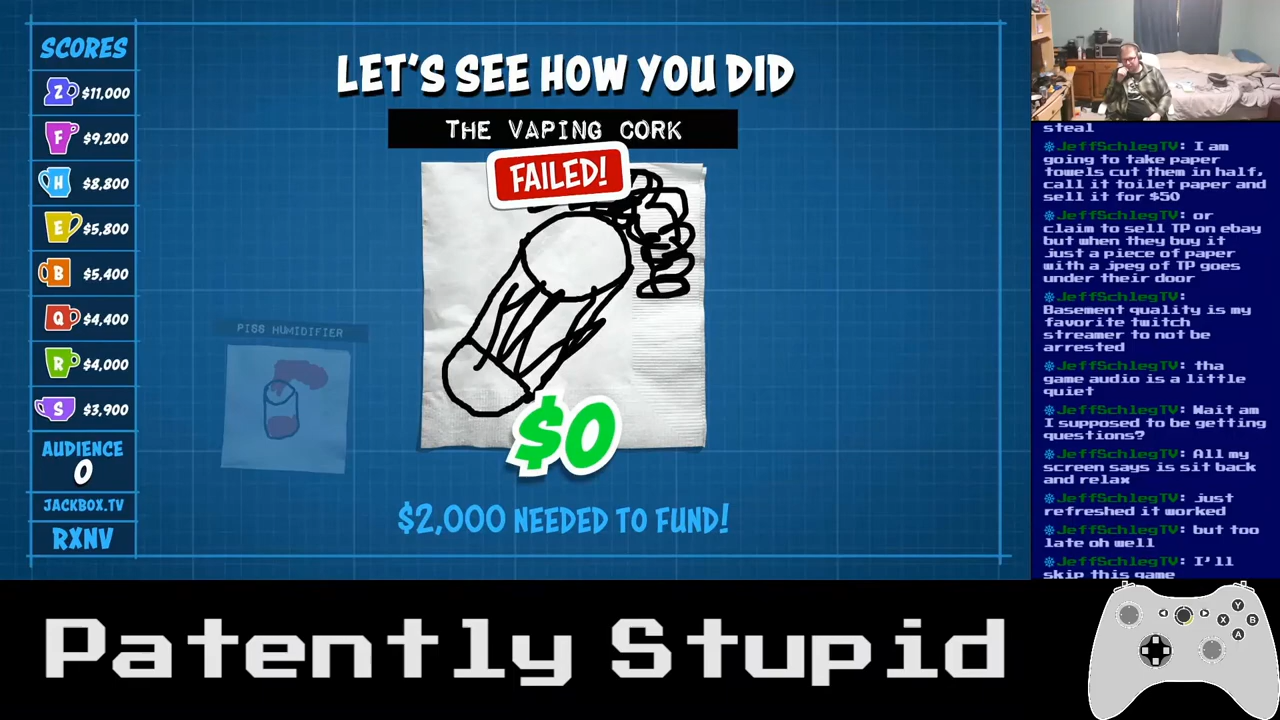 SCORES
Z $11,000
F $9,200
H $8,800
E $5,800
B $5,400
Q $4,400
R $4,000
S $3,900
AUDIENCE
0
JACKBOX.TV
RXNV
LET'S SEE HOW YOU DID
THE VAPING CORK
FAILED!
$0
$2,000 NEEDED TO FUND!
PISS HUMIDIFIER
steal
JeffSchlegTV: I am
going to take paper
towels cut them in half,
call it toilet paper and
sell it for $50
JeffSchlegTV: or
claim to sell TP on ebay
but when they buy it
just a piece of paper
with a jpeg of TP goes
under their door
JeffSchlegTV:
Basement quality is my
favorite twitch
streamer to not be
arrested
JeffSchlegTV: tha
game audio is a little
quiet
JeffSchlegTV: Wait am
I supposed to be getting
questions?
JeffSchlegTV: All my
screen says is sit back
and relax
JeffSchlegTV: just
refreshed it worked
JeffSchlegTV: but too
late oh well
JeffSchlegTV: I'll
skip this game
Patently Stupid
Y
X B
A